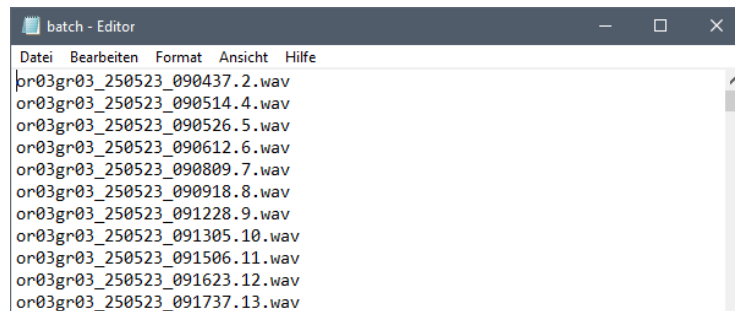 batch - Editor
Datei Bearbeiten Format Ansicht Hilfe
or03gr03_250523_090437.2.wav
or03gr03_250523_090514.4.wav
or03gr03_250523_090526.5.wav
or03gr03_250523_090612.6.wav
or03gr03_250523_090809.7.wav
or03gr03_250523_090918.8.wav
or03gr03_250523_091228.9.wav
or03gr03_250523_091305.10.wav
or03gr03_250523_091506.11.wav
or03gr03_250523_091623.12.wav
or03gr03_250523_091737.13.wav